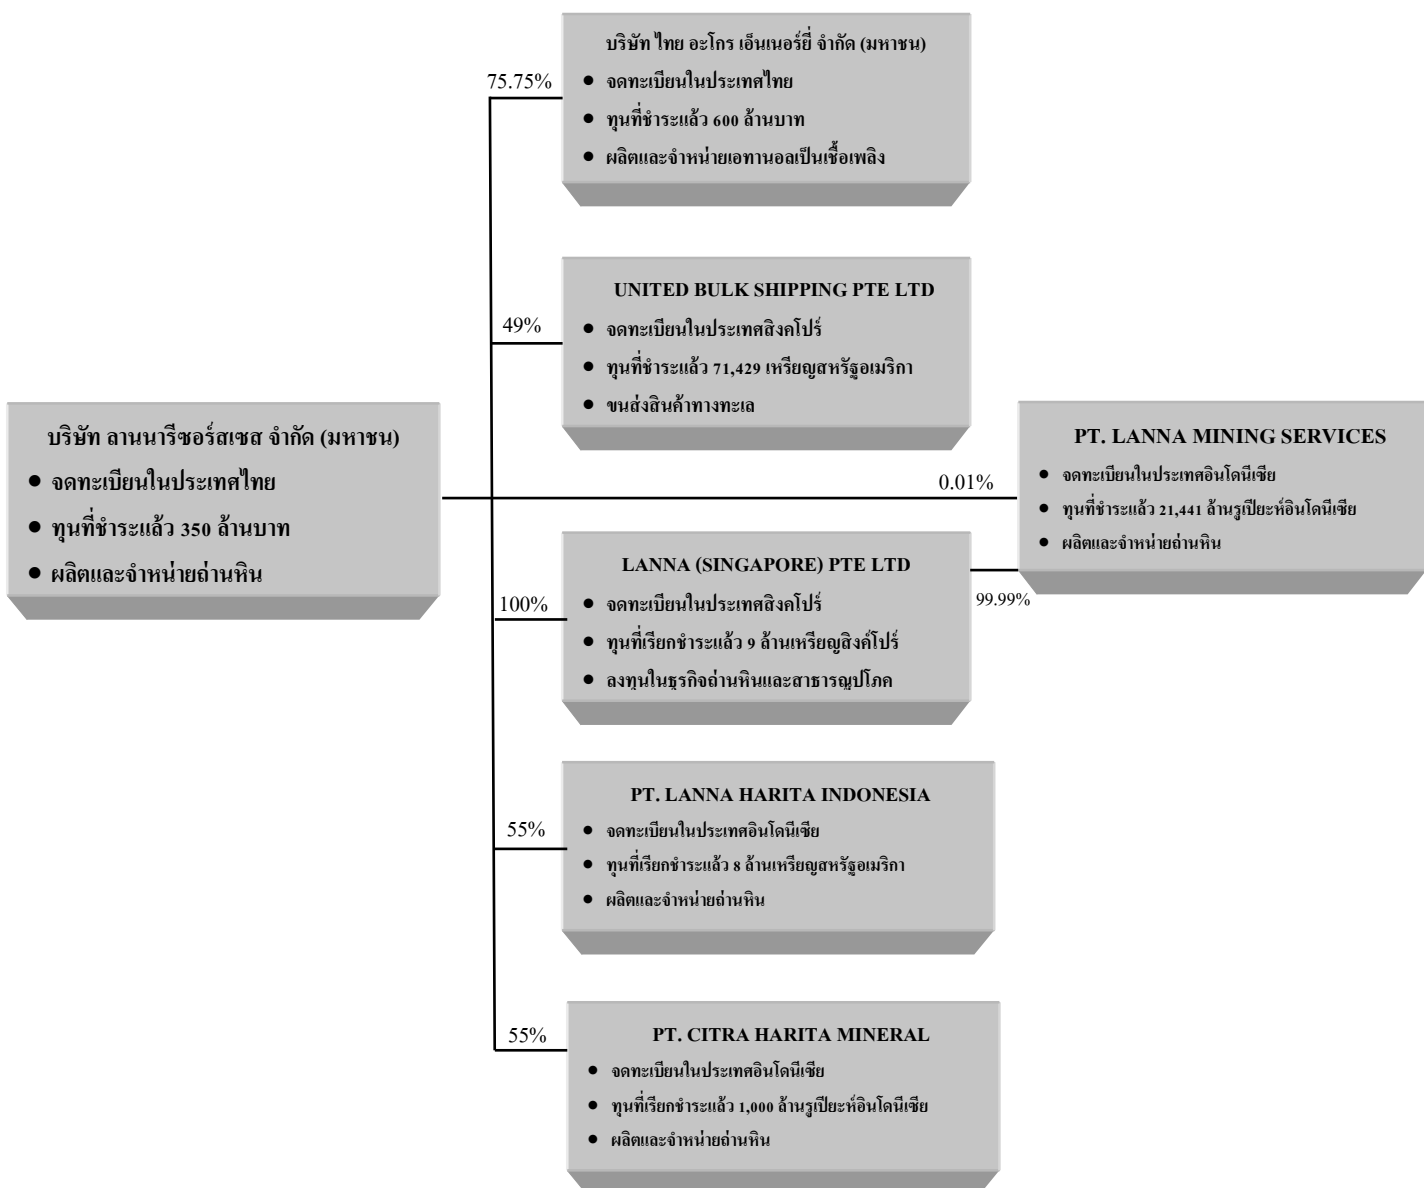 บริษัท ไทย อะโกร เอ็นเนอร์ยี่ จำกัด (มหาชน)
75.75%
● จดทะเบียนในประเทศไทย
● ทุนที่ชำระแล้ว 600 ล้านบาท
● ผลิตและจำหน่ายเอทานอลเป็นเชื้อเพลิง
UNITED BULK SHIPPING PTE LTD
49%
● จดทะเบียนในประเทศสิงคโปร์
● ทุนที่ชำระแล้ว 71,429 เหรียญสหรัฐอเมริกา
● ขนส่งสินค้าทางทะเล
บริษัท ลานนารีซอร์สเซส จำกัด (มหาชน)
● จดทะเบียนในประเทศไทย
● ทุนที่ชำระแล้ว 350 ล้านบาท
● ผลิตและจำหน่ายถ่านหิน
0.01%
PT. LANNA MINING SERVICES
● จดทะเบียนในประเทศอินโดนีเซีย
● ทุนที่ชำระแล้ว 21,441 ล้านรูเปียะห์อินโดนีเซีย
● ผลิตและจำหน่ายถ่านหิน
LANNA (SINGAPORE) PTE LTD
100%
99.99%
● จดทะเบียนในประเทศสิงคโปร์
● ทุนที่เรียกชำระแล้ว 9 ล้านเหรียญสิงค์โปร์
● ลงทุนในธุรกิจถ่านหินและสาธารณูปโภค
PT. LANNA HARITA INDONESIA
55%
● จดทะเบียนในประเทศอินโดนีเซีย
● ทุนที่เรียกชำระแล้ว 8 ล้านเหรียญสหรัฐอเมริกา
● ผลิตและจำหน่ายถ่านหิน
PT. CITRA HARITA MINERAL
55%
● จดทะเบียนในประเทศอินโดนีเซีย
● ทุนที่เรียกชำระแล้ว 1,000 ล้านรูเปียะห์อินโดนีเซีย
● ผลิตและจำหน่ายถ่านหิน